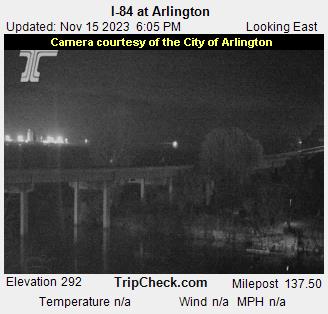 I-84 at Arlington
Updated: Nov 15 2023 6:05 PM Looking East
Camera courtesy of the City of Arlington
Elevation 292 TripCheck.com Milepost 137.50
Temperature n/a Wind n/a MPH n/a